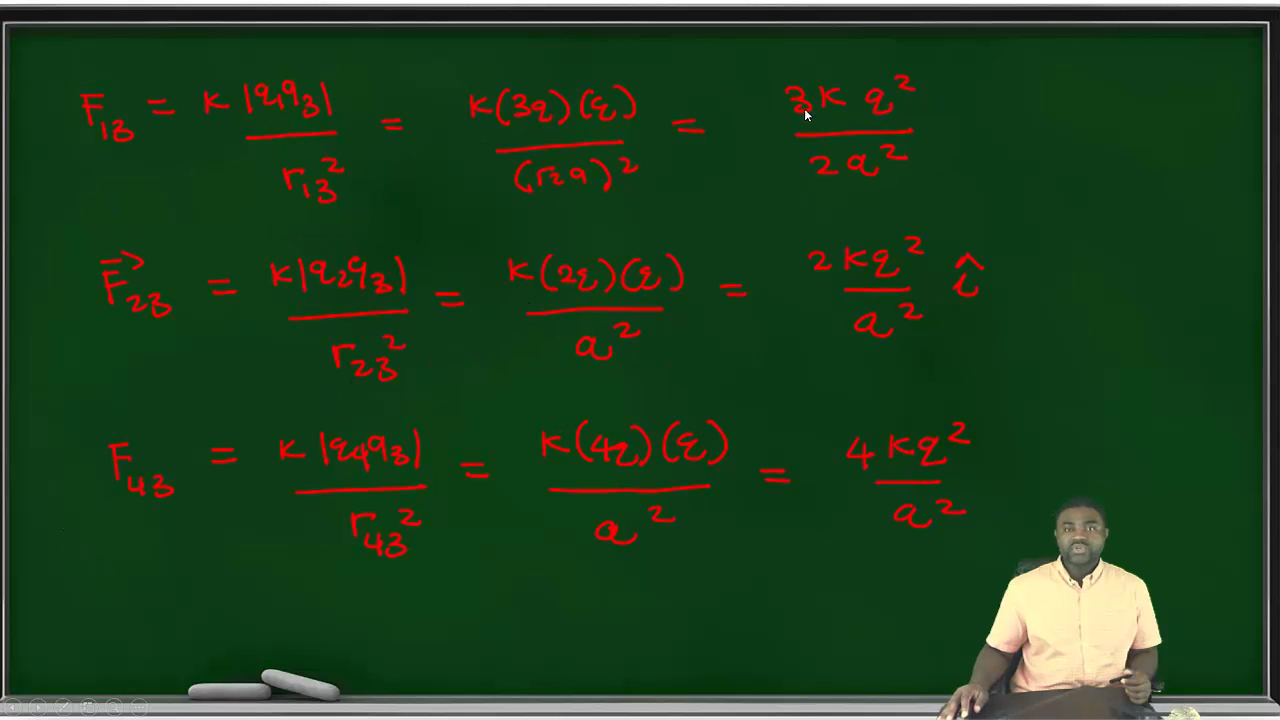 F₁₃ = K|q₁q₃| / r₁₃² = K(3q)(q) / (√2a)² = 3Kq² / 2a²
F⃗₂₃ = K|q₂q₃| / r₂₃² = K(2q)(q) / a² = 2Kq² / a² î
F₄₃ = K|q₄q₃| / r₄₃² = K(4q)(q) / a² = 4Kq² / a²